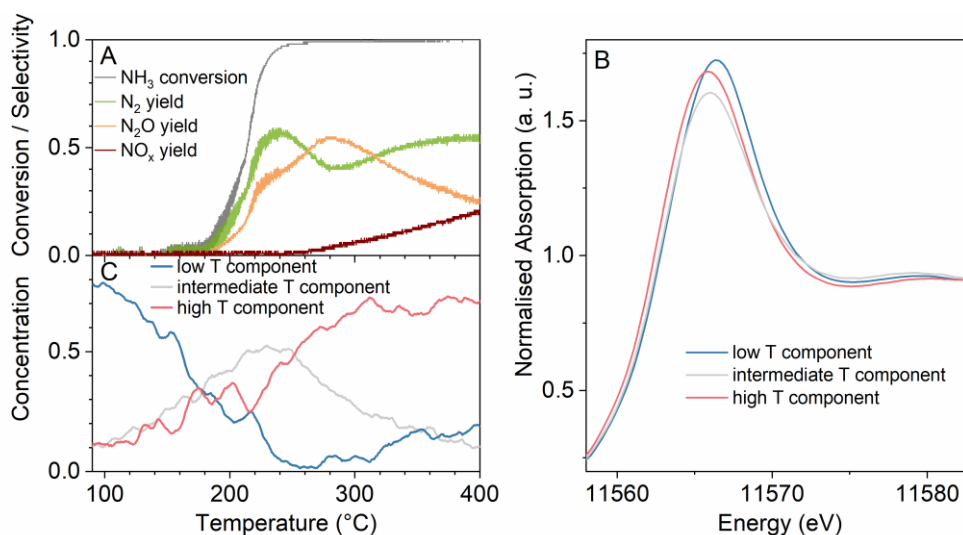 A
1.0
0.5
0.0
Conversion / Selectivity
NH₃ conversion
N₂ yield
N₂O yield
NOₓ yield
C
0.5
0.0
Concentration
low T component
intermediate T component
high T component
100
200
300
400
Temperature (°C)
B
1.5
1.0
0.5
Normalised Absorption (a. u.)
low T component
intermediate T component
high T component
11560
11570
11580
Energy (eV)